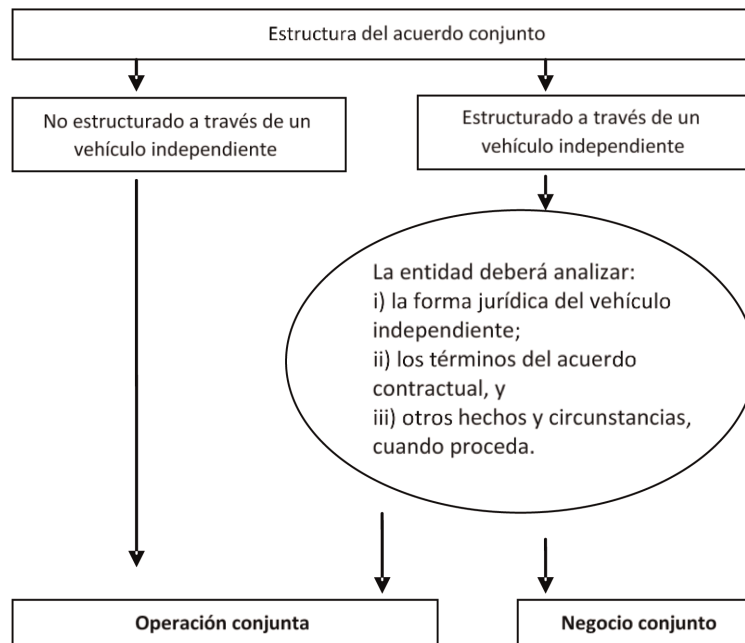 Estructura del acuerdo conjunto
No estructurado a través de un
vehículo independiente
Estructurado a través de un
vehículo independiente
La entidad deberá analizar:
i) la forma jurídica del vehículo
independiente;
ii) los términos del acuerdo
contractual, y
iii) otros hechos y circunstancias,
cuando proceda.
Operación conjunta
Negocio conjunto